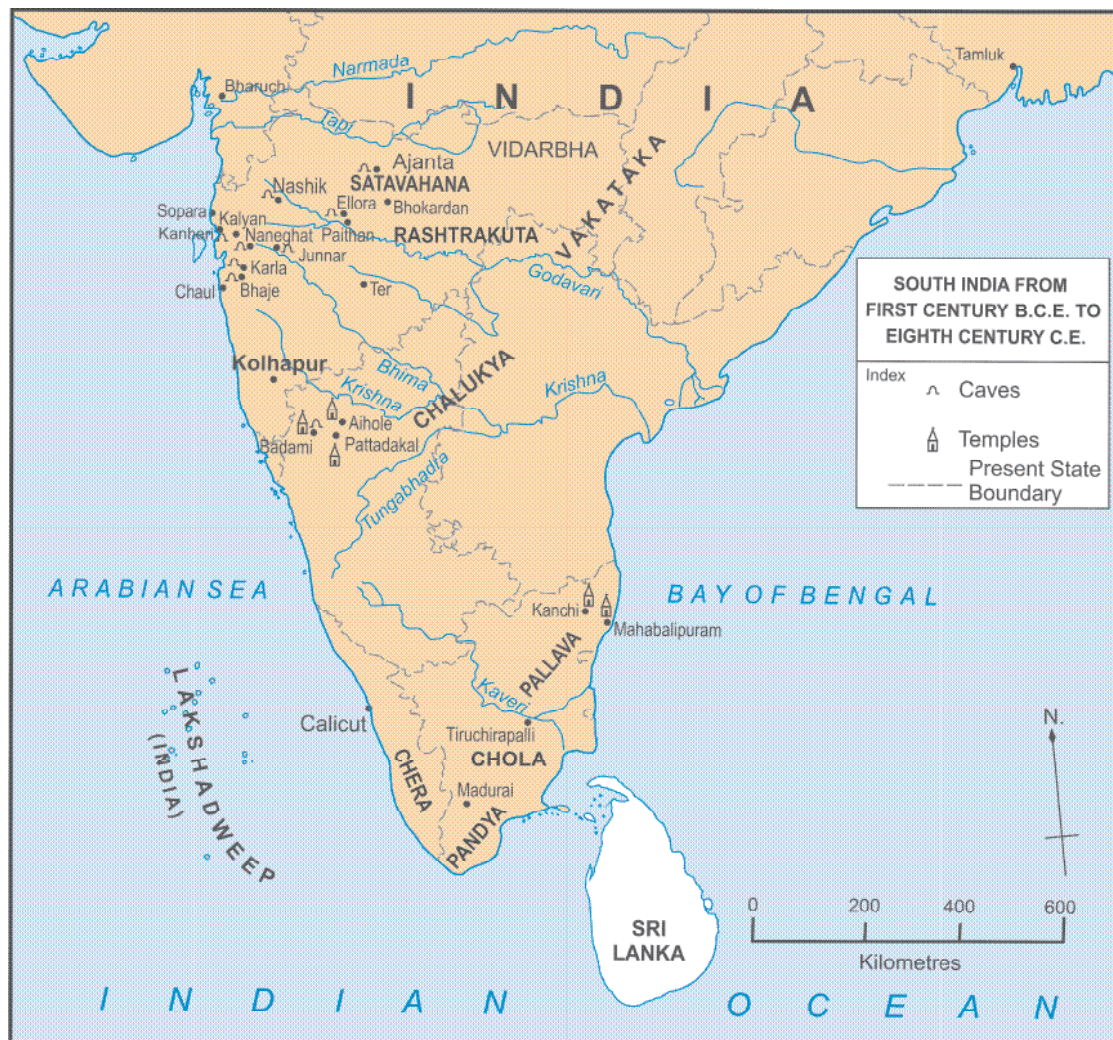 Tamluk
Narmada
Bharuch
I N D I A
Tapi
VIDARBHA
Ajanta
SATAVAHANA
VAKATAKA
Nashik
Ellora
Bhokardan
Sopara
Kalyan
Paithan
Kanheri
Naneghat
RASHTRAKUTA
Junnar
Karla
Godavari
Chaul
Bhaje
Ter
SOUTH INDIA FROM
FIRST CENTURY B.C.E. TO
EIGHTH CENTURY C.E.
Index
Caves
Temples
Present State
Boundary
Kolhapur
Bhima
Krishna
CHALUKYA
Krishna
Aihole
Badami
Pattadakal
Tungabhadra
ARABIAN SEA
BAY OF BENGAL
Kanchi
Mahabalipuram
PALLAVA
LAKSHADWEEP
(INDIA)
Kaveri
Calicut
Tiruchirapalli
CHOLA
CHERA
Madurai
PANDYA
N.
SRI
LANKA
0 200 400 600
Kilometres
I N D I A N O C E A N